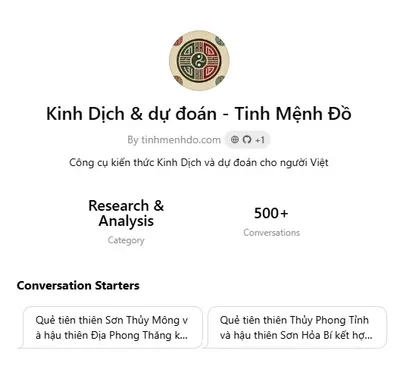 Kinh Dịch & dự đoán - Tinh Mệnh Đồ
By tinhmenhdo.com +1
Công cụ kiến thức Kinh Dịch và dự đoán cho người Việt
Research &
Analysis
Category
500+
Conversations
Conversation Starters
Quẻ tiên thiên Sơn Thủy Mông v
à hậu thiên Địa Phong Thăng k...
Quẻ tiên thiên Thủy Phong Tỉnh
và hậu thiên Sơn Hỏa Bí kết hợ...